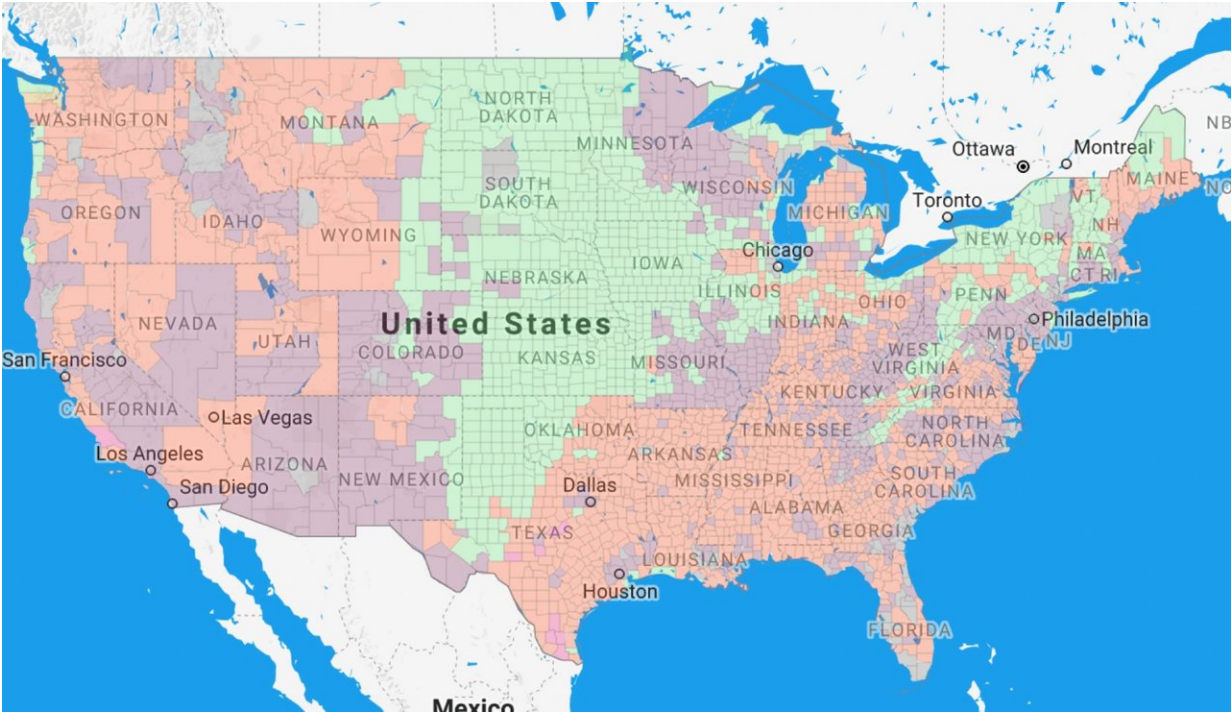 Ottawa
Montreal
NB
WASHINGTON
MONTANA
NORTH
DAKOTA
MINNESOTA
MAINE
NO
Toronto
VT
OREGON
IDAHO
SOUTH
DAKOTA
WISCONSIN
MICHIGAN
NH
WYOMING
NEW YORK
MA
CT RI
Chicago
IOWA
NEBRASKA
ILLINOIS
OHIO
PENN
NEVADA
United States
INDIANA
Philadelphia
MD
DE NJ
UTAH
COLORADO
KANSAS
MISSOURI
WEST
VIRGINIA
San Francisco
KENTUCKY
VIRGINIA
CALIFORNIA
Las Vegas
OKLAHOMA
TENNESSEE
NORTH
CAROLINA
Los Angeles
ARIZONA
NEW MEXICO
ARKANSAS
San Diego
Dallas
MISSISSIPPI
SOUTH
CAROLINA
ALABAMA
TEXAS
GEORGIA
LOUISIANA
Houston
FLORIDA
Mexico